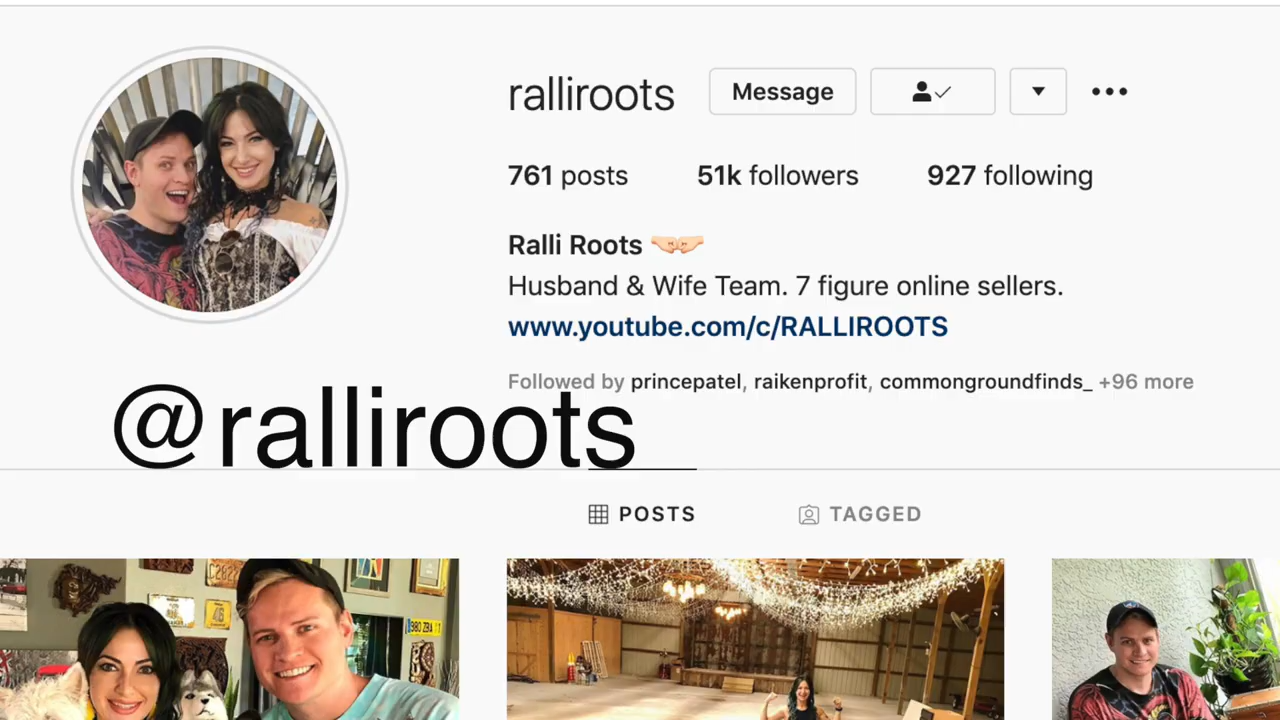 ralliroots Message
761 posts 51k followers 927 following
Ralli Roots 🤛🏻🤜🏻
Husband & Wife Team. 7 figure online sellers.
www.youtube.com/c/RALLIROOTS
Followed by princepatel, raikenprofit, commongroundfinds_ +96 more
@ralliroots
POSTS TAGGED